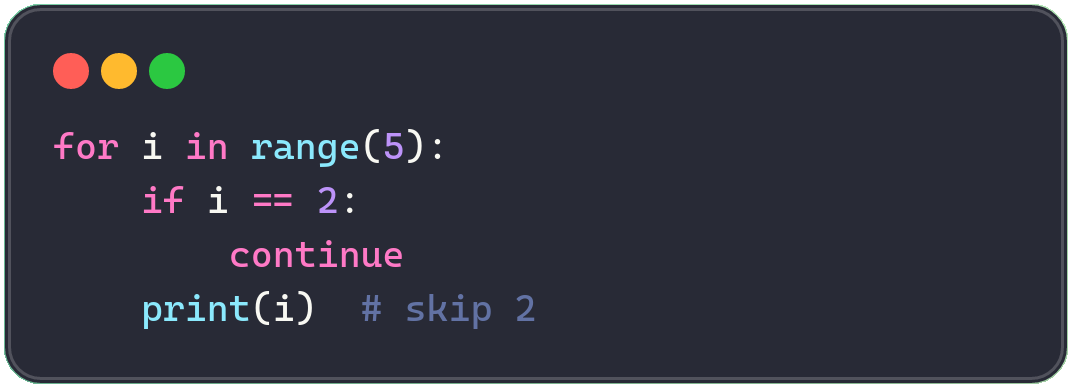 for i in range(5):
    if i == 2:
        continue
    print(i)  # skip 2